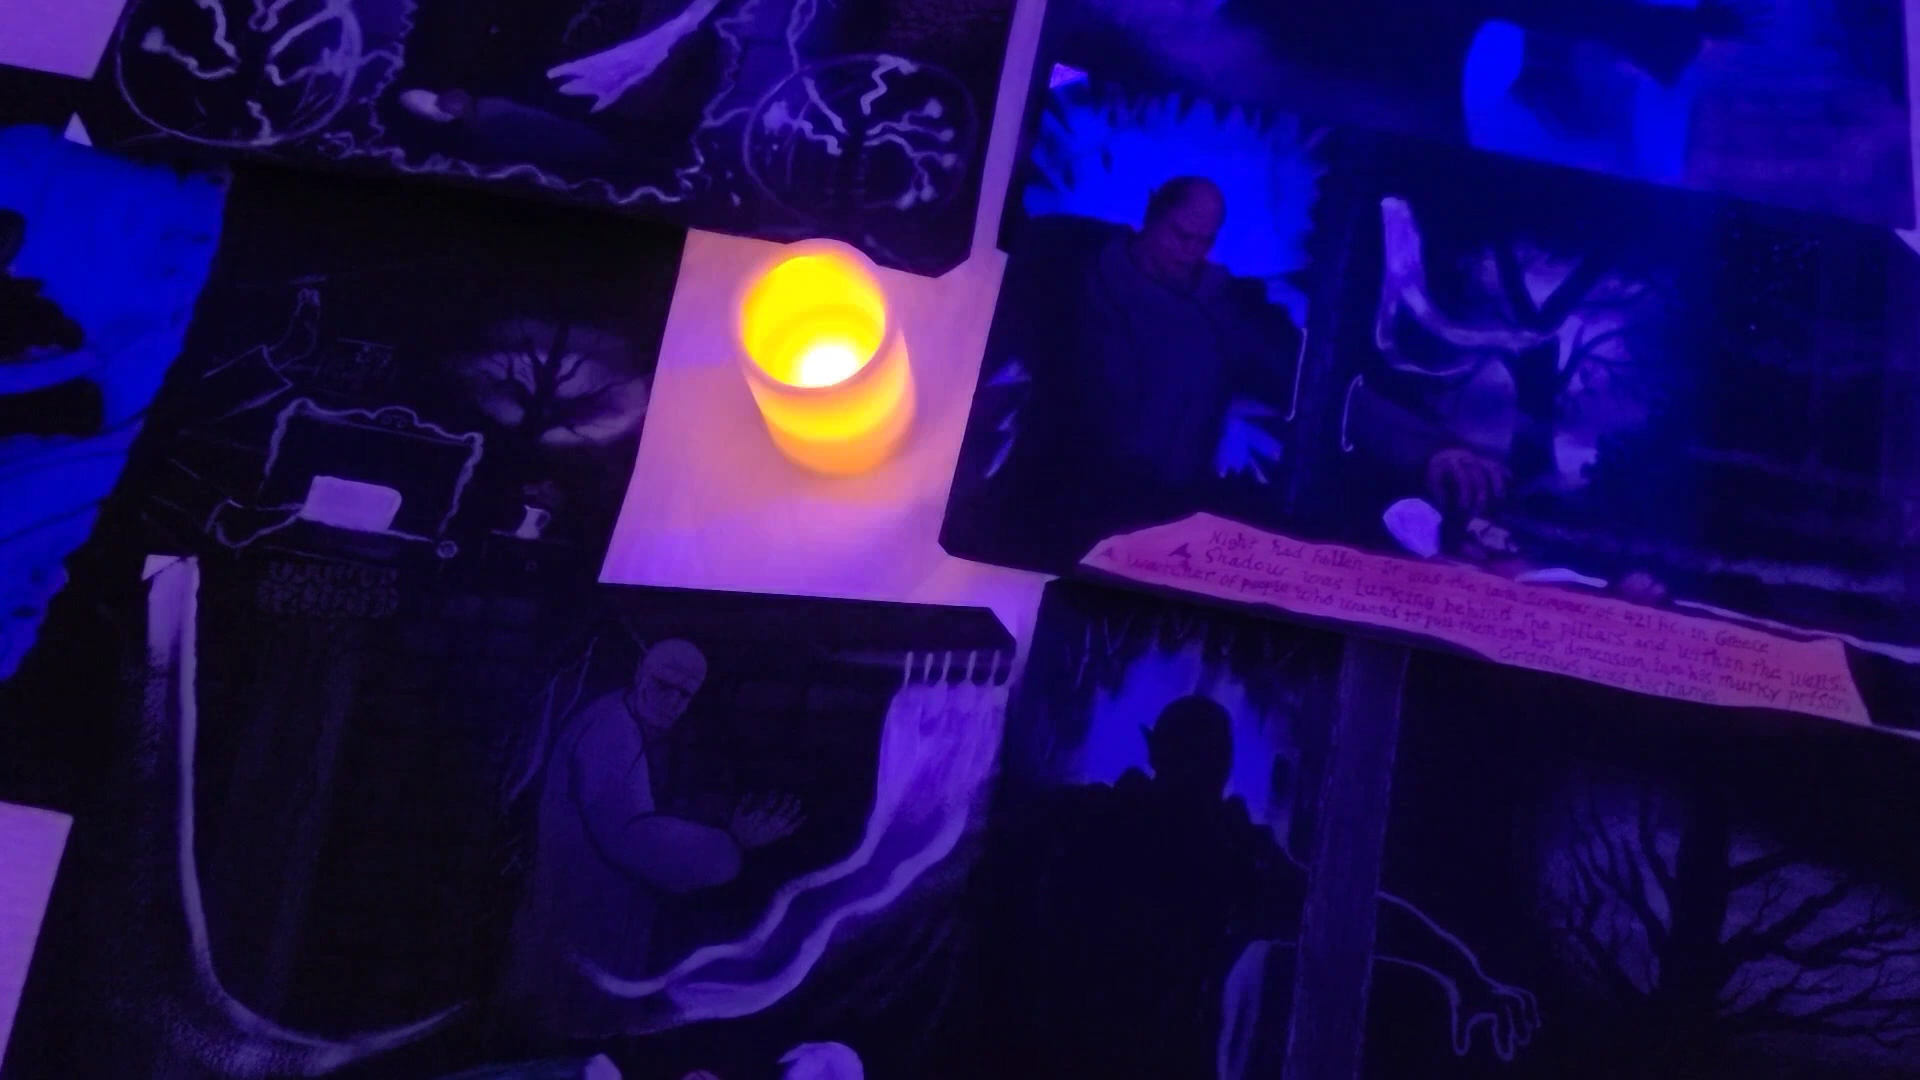 Night had fallen. It was the late Summer of 421 B.C. in Greece.
A Shadow was Lurking behind the pillars and within the walls.
A Watcher of people who wanted to pull them into his dimension, into his murky prison.
Cromus was his name.